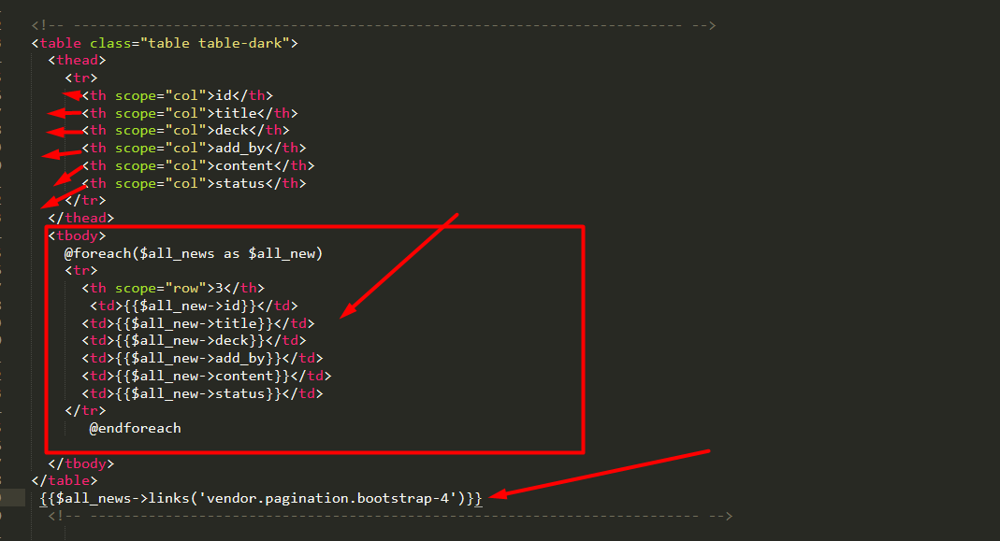 <!-- --------------------------------------------------------------------------- -->
<table class="table table-dark">
<thead>
<tr>
<th scope="col">id</th>
<th scope="col">title</th>
<th scope="col">deck</th>
<th scope="col">add_by</th>
<th scope="col">content</th>
<th scope="col">status</th>
</tr>
</thead>
<tbody>
@foreach($all_news as $all_new)
<tr>
<th scope="row">3</th>
<td>{{$all_new->id}}</td>
<td>{{$all_new->title}}</td>
<td>{{$all_new->deck}}</td>
<td>{{$all_new->add_by}}</td>
<td>{{$all_new->content}}</td>
<td>{{$all_new->status}}</td>
</tr>
@endforeach
</tbody>
</table>
{{$all_news->links('vendor.pagination.bootstrap-4')}}
<!-- ------------------------------------------------------------------------- -->